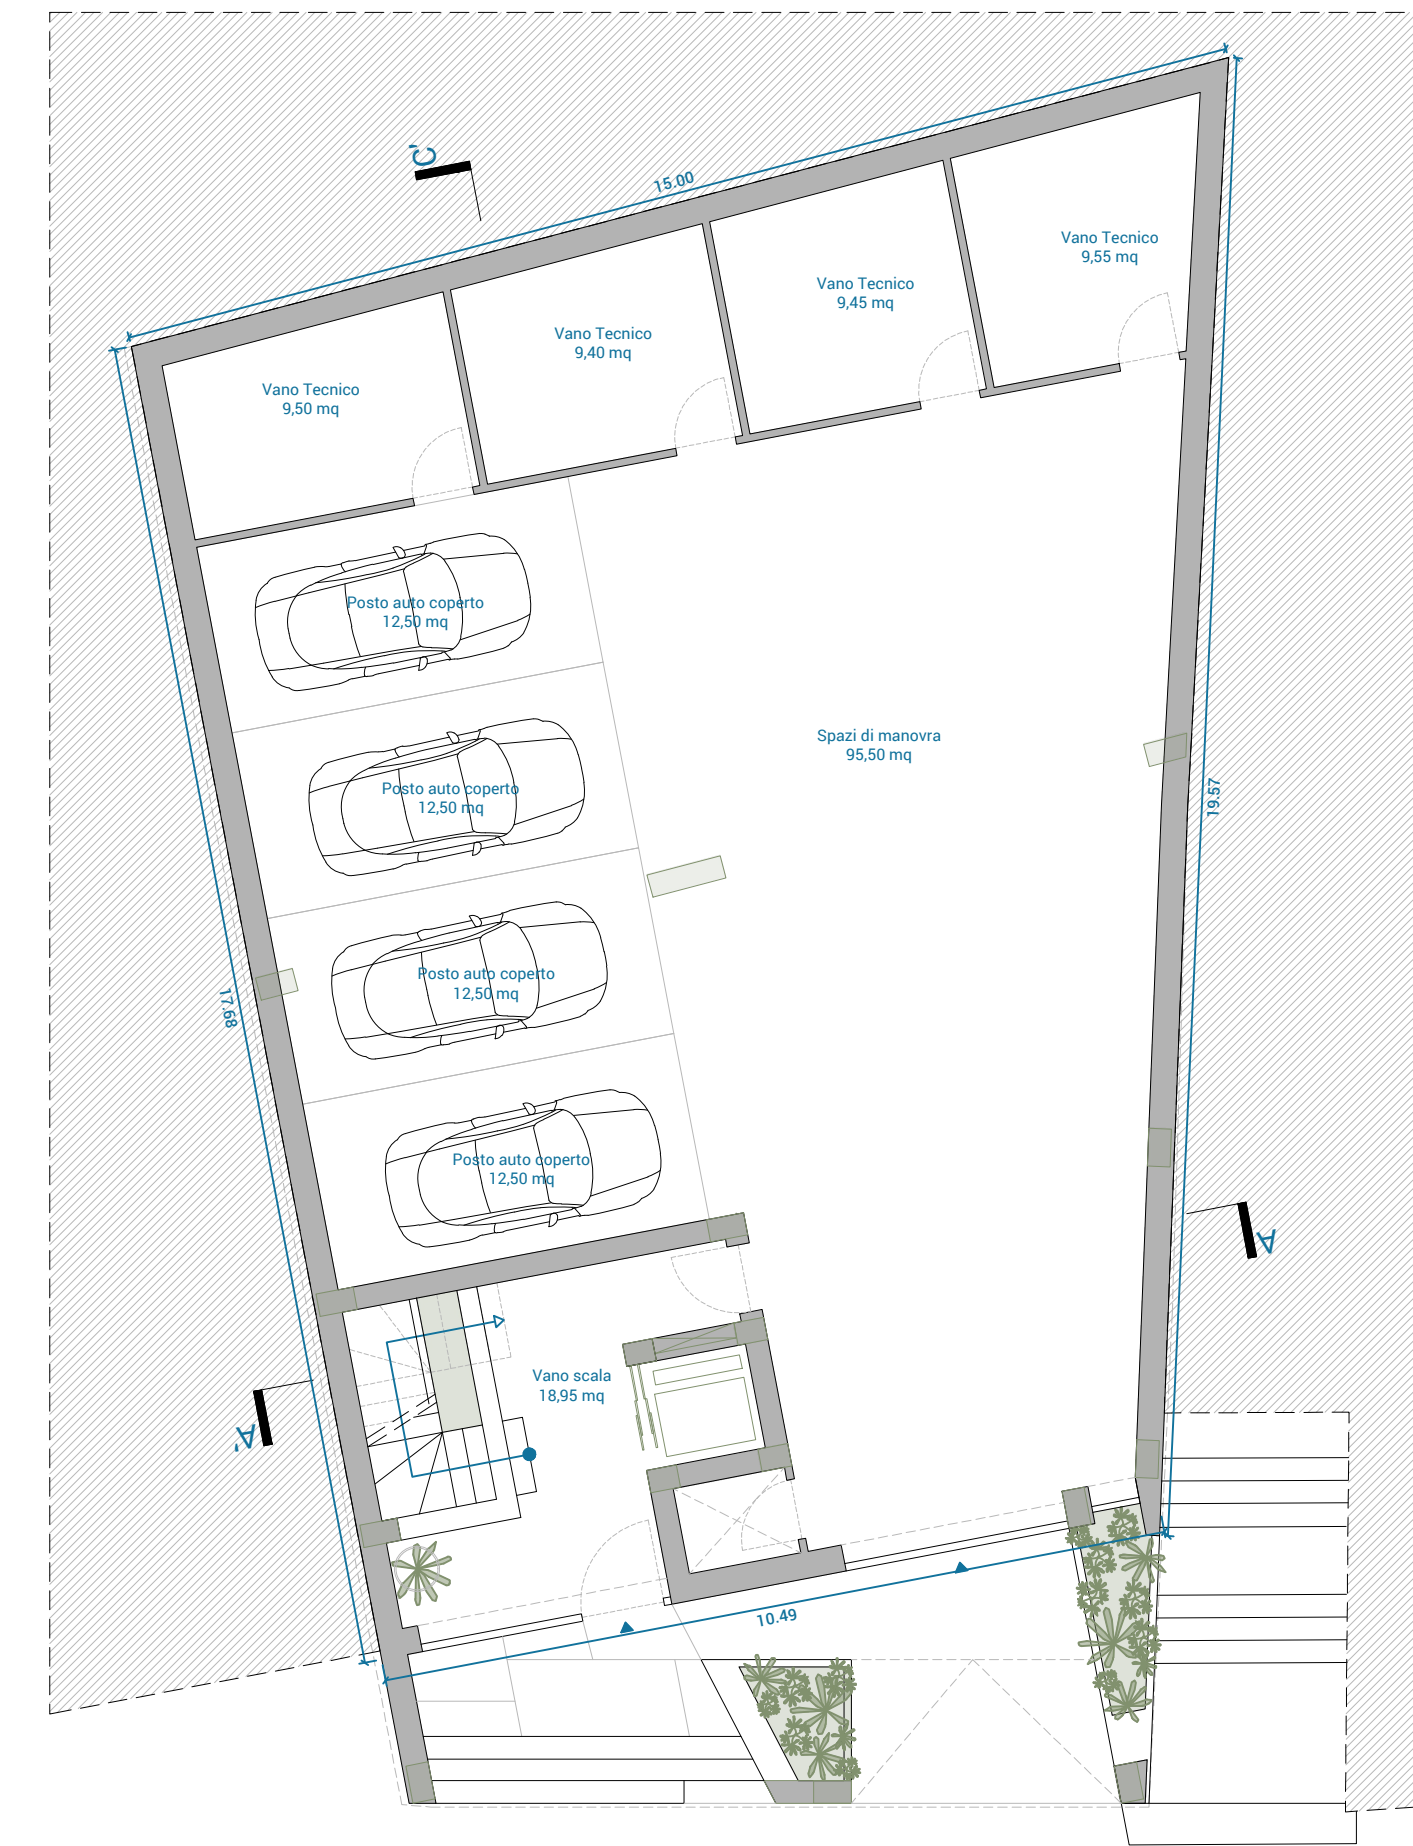 C'
15.00
Vano Tecnico
9,55 mq
Vano Tecnico
9,45 mq
Vano Tecnico
9,40 mq
Vano Tecnico
9,50 mq
Posto auto coperto
12,50 mq
Spazi di manovra
95,50 mq
Posto auto coperto
12,50 mq
19.57
Posto auto coperto
12,50 mq
17.68
Posto auto coperto
12,50 mq
A
Vano scala
18,95 mq
A'
10.49